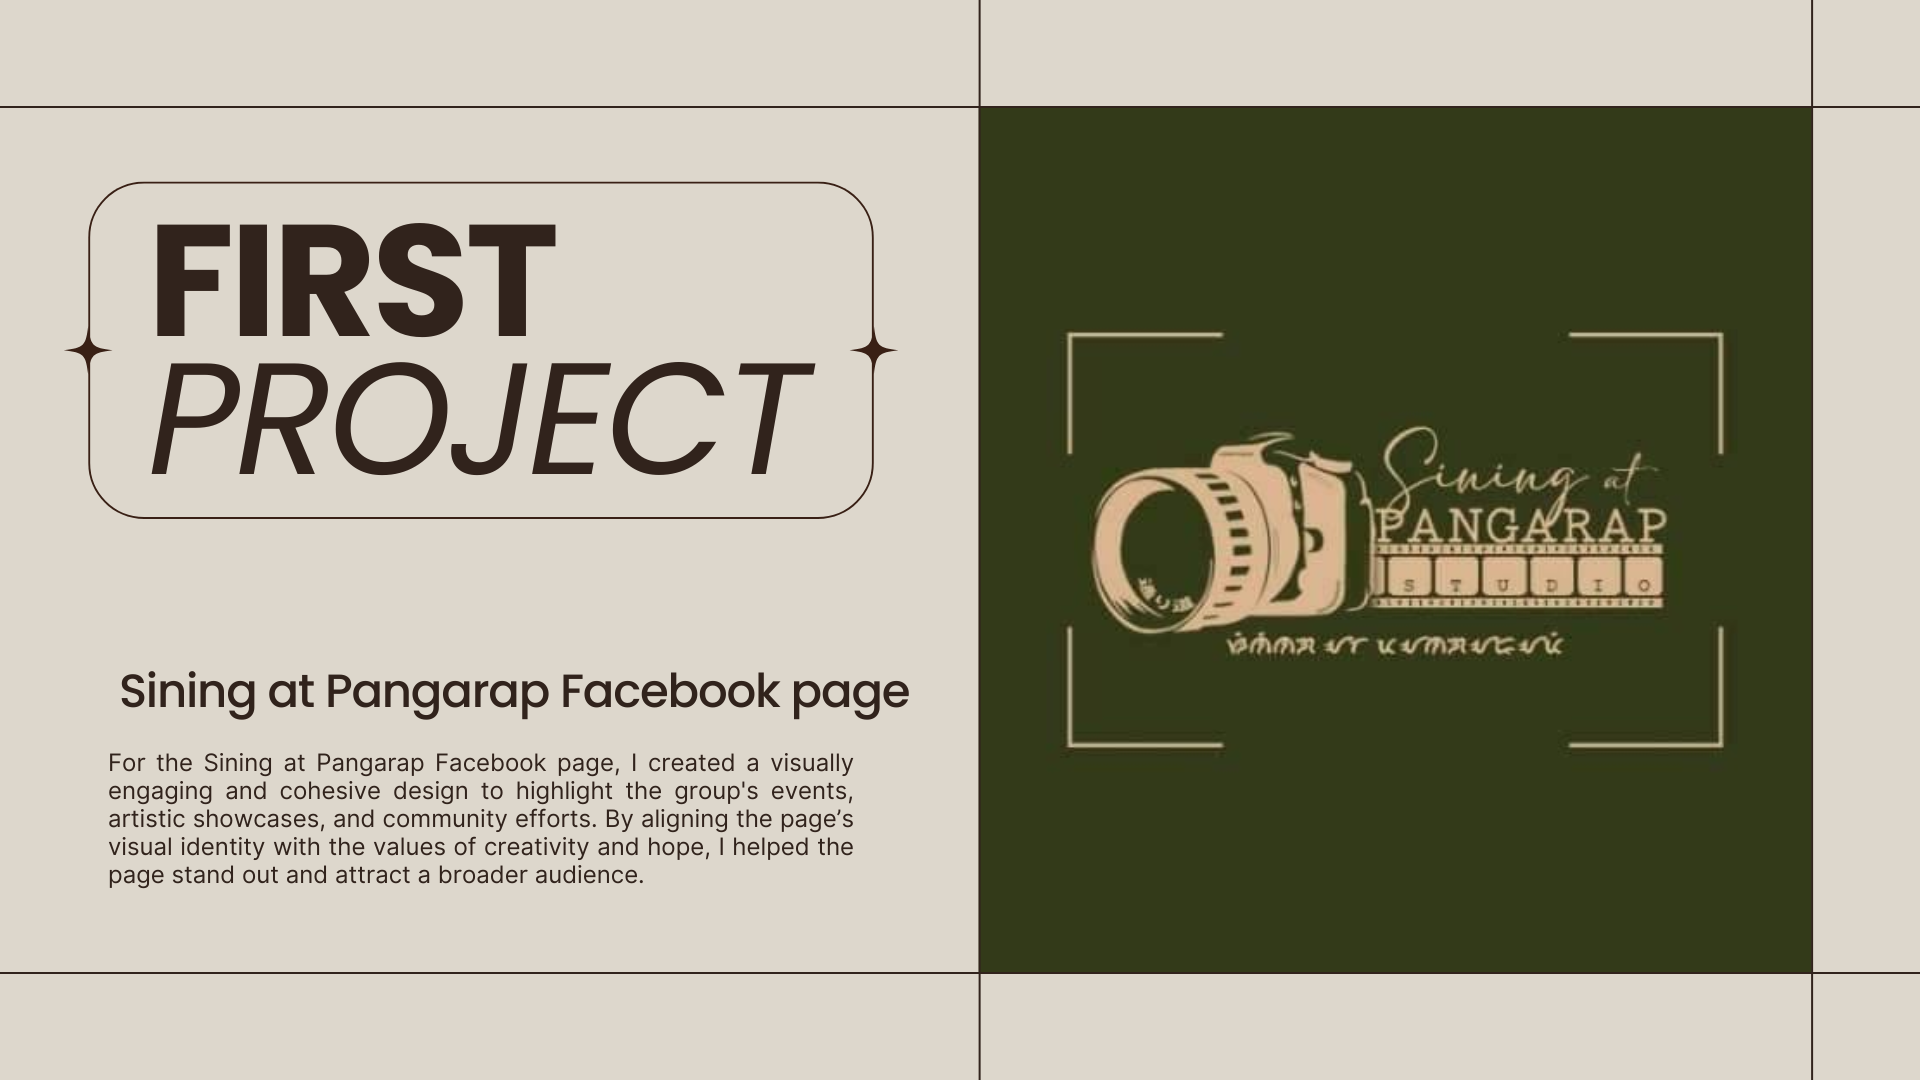 FIRST
PROJECT
Sining at Pangarap Facebook page
For the Sining at Pangarap Facebook page, I created a visually
engaging and cohesive design to highlight the group's events,
artistic showcases, and community efforts. By aligning the page’s
visual identity with the values of creativity and hope, I helped the
page stand out and attract a broader audience.
Sining at
PANGARAP
STUDIO